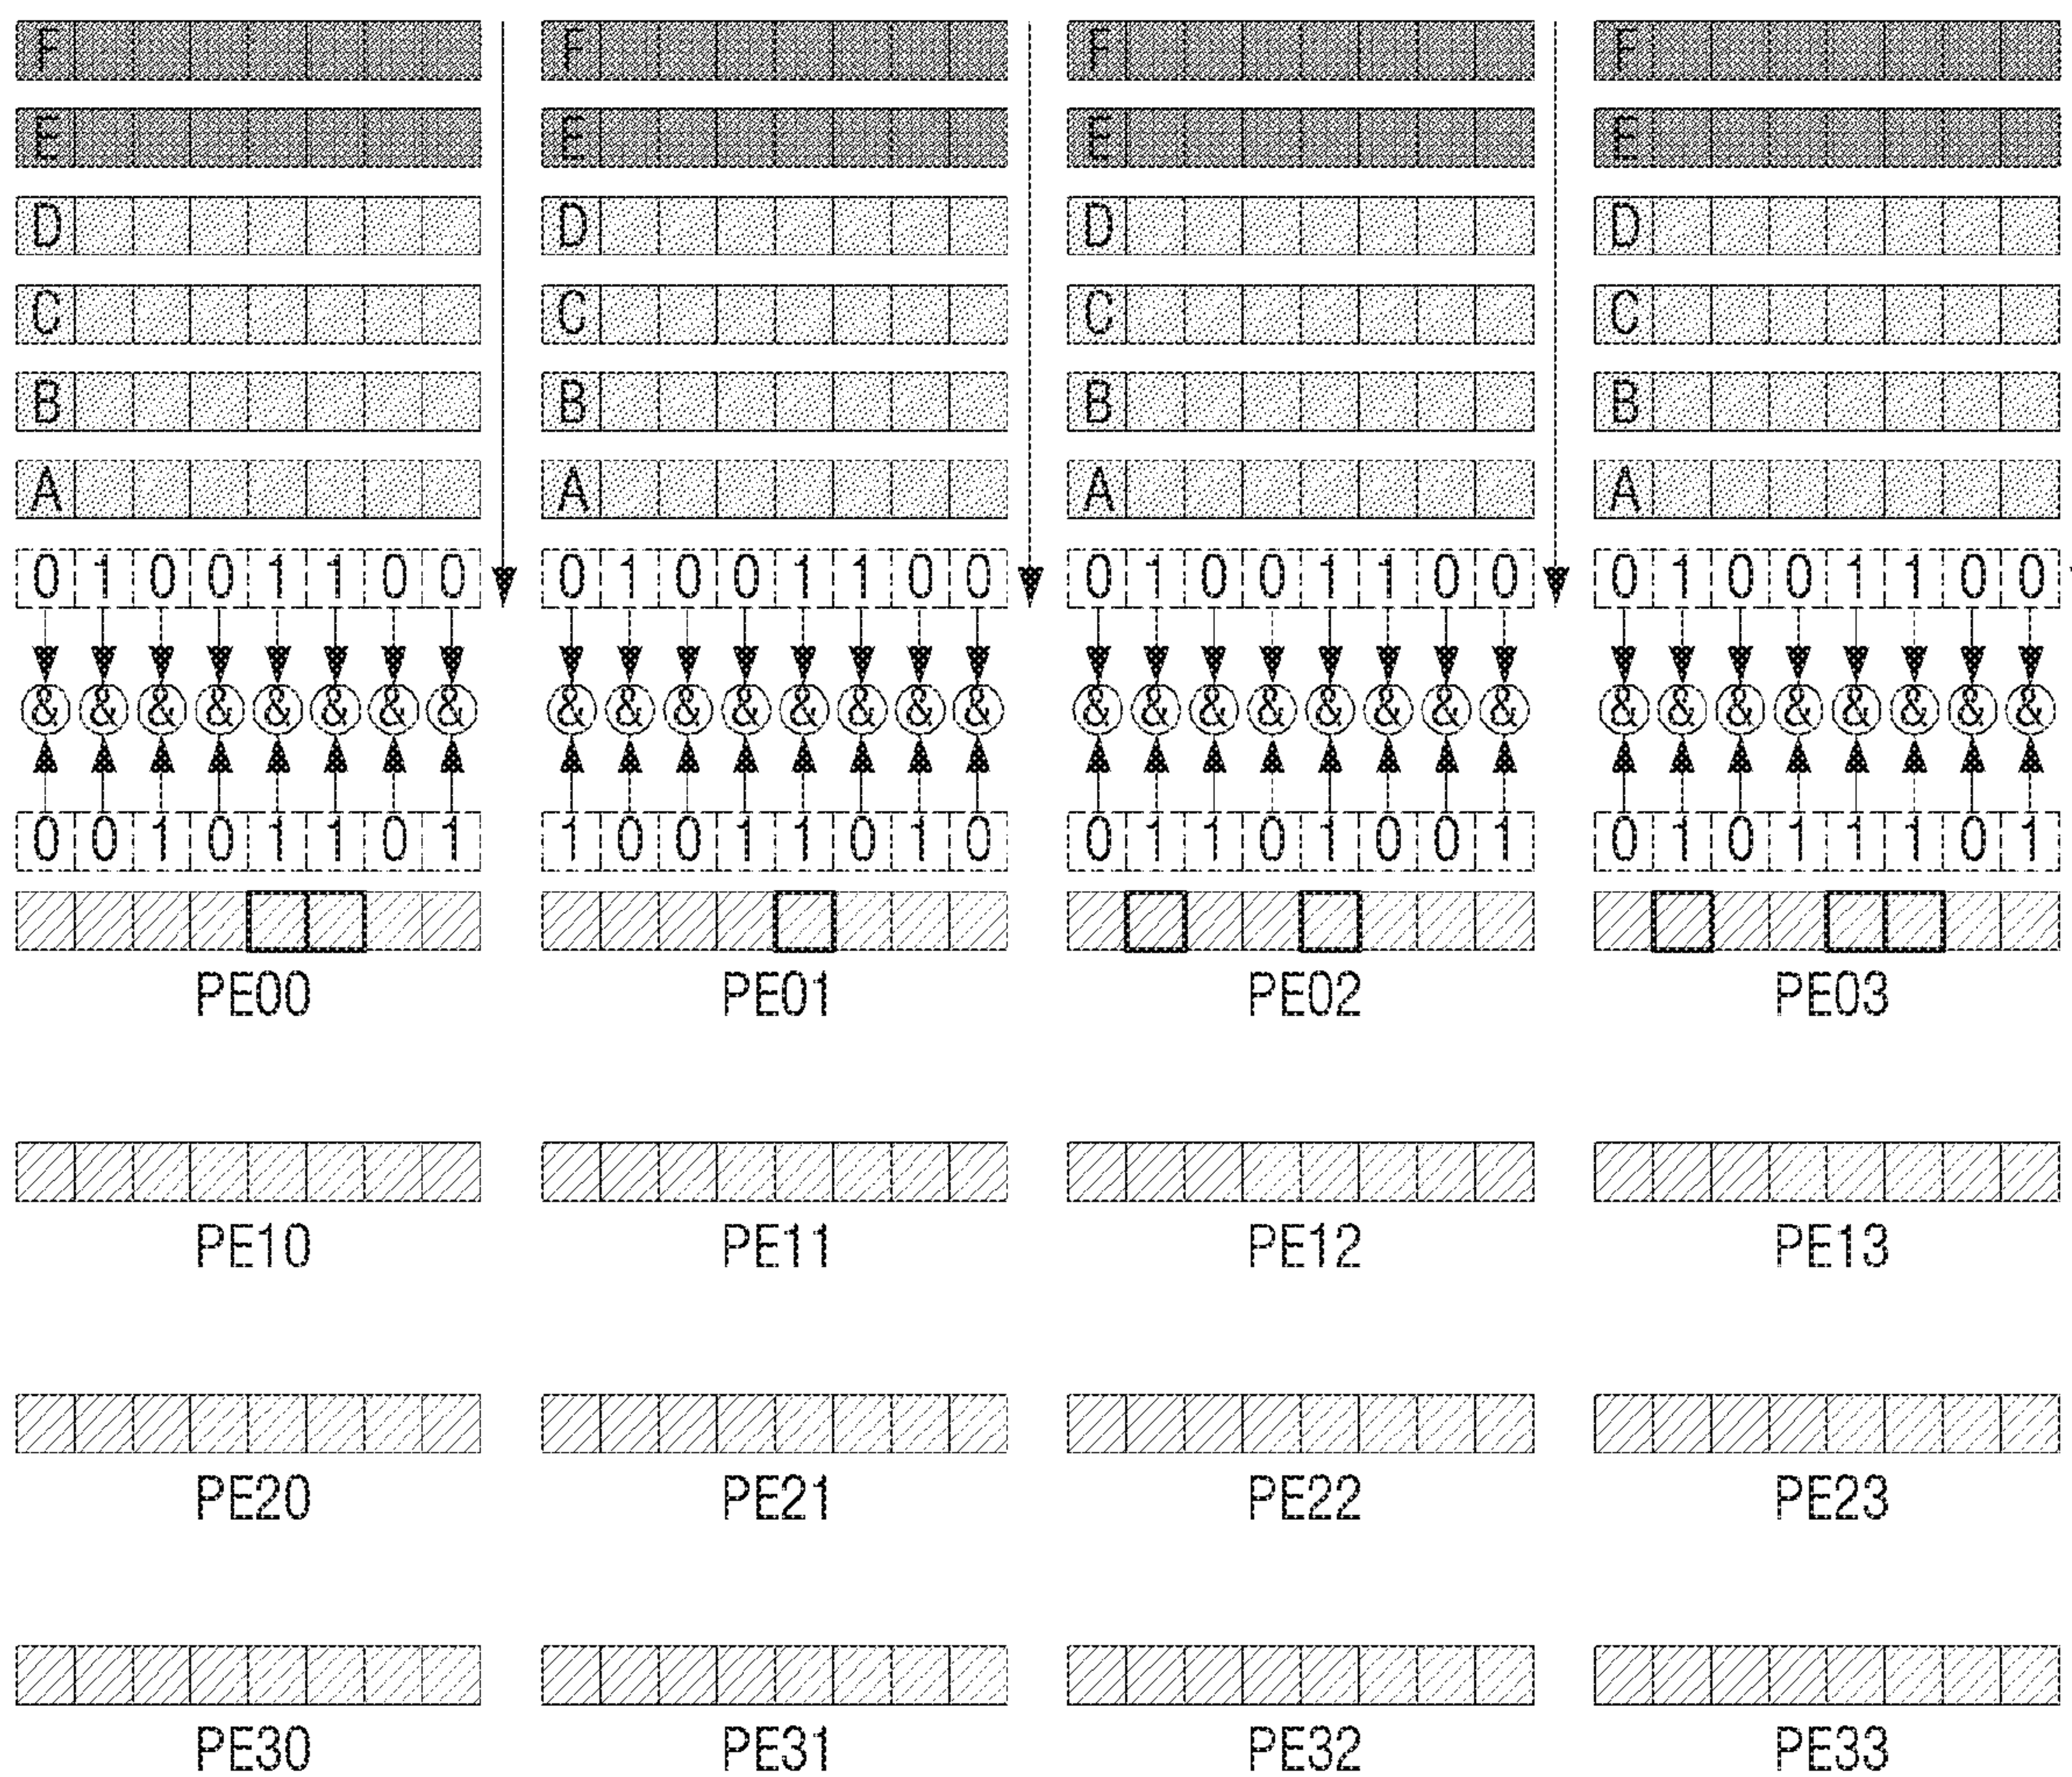 F F F F
E E E E
D D D D
C C C C
B B B B
A A A A
0 1 0 0 1 1 0 0 0 1 0 0 1 1 0 0 0 1 0 0 1 1 0 0 0 1 0 0 1 1 0 0
& & & & & & & & & & & & & & & & & & & & & & & & & & & & & & & &
0 0 1 0 1 1 0 1 1 0 0 1 1 0 1 0 0 1 1 0 1 0 0 1 0 1 0 1 1 1 0 1
PE00 PE01 PE02 PE03
PE10 PE11 PE12 PE13
PE20 PE21 PE22 PE23
PE30 PE31 PE32 PE33